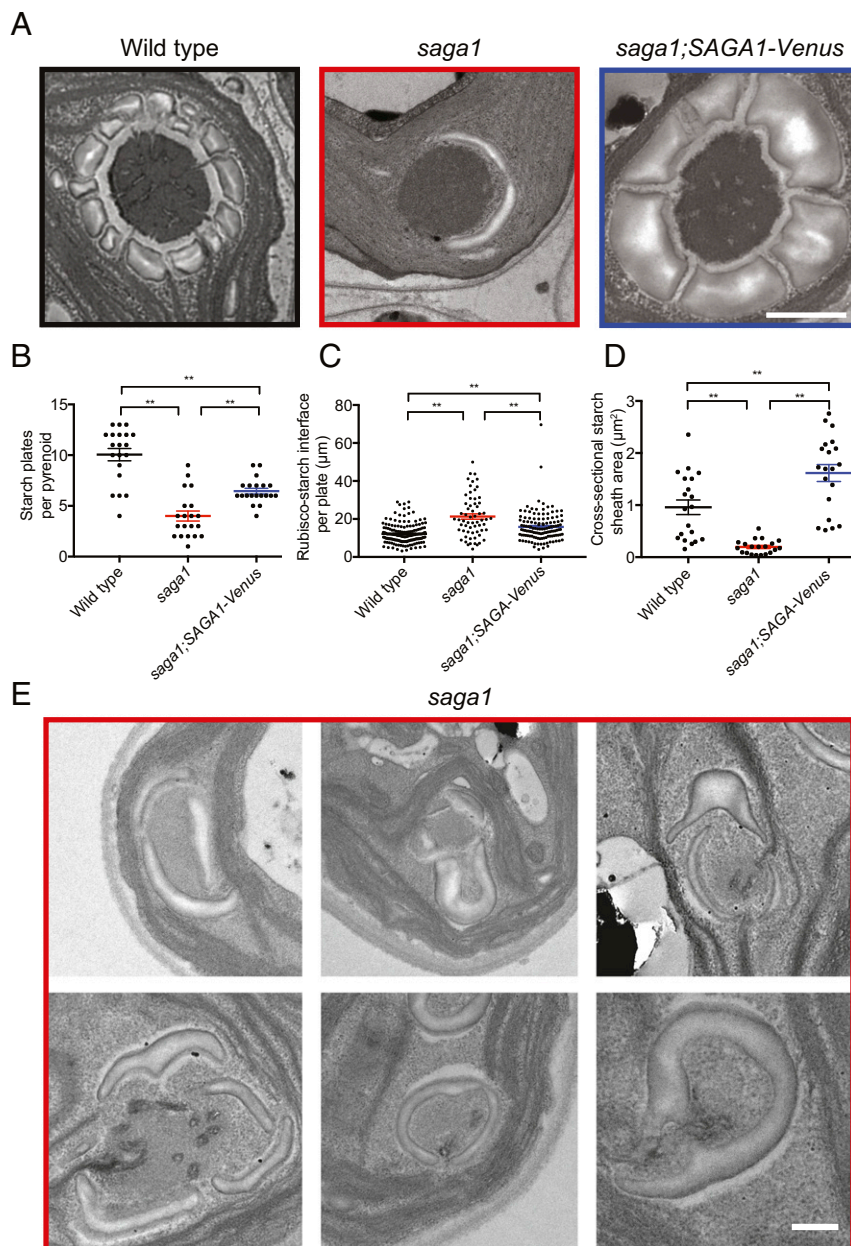 A
Wild type
saga1
saga1;SAGA1-Venus
B
C
D
**
**
**
**
**
**
**
**
**
Starch plates
per pyrenoid
15
10
5
0
Wild type
saga1
saga1;SAGA1-Venus
Rubisco-starch interface
per plate (µm)
80
60
40
20
0
Wild type
saga1
saga1;SAGA-Venus
Cross-sectional starch
sheath area (µm²)
3
2
1
0
Wild type
saga1
saga1;SAGA-Venus
E
saga1